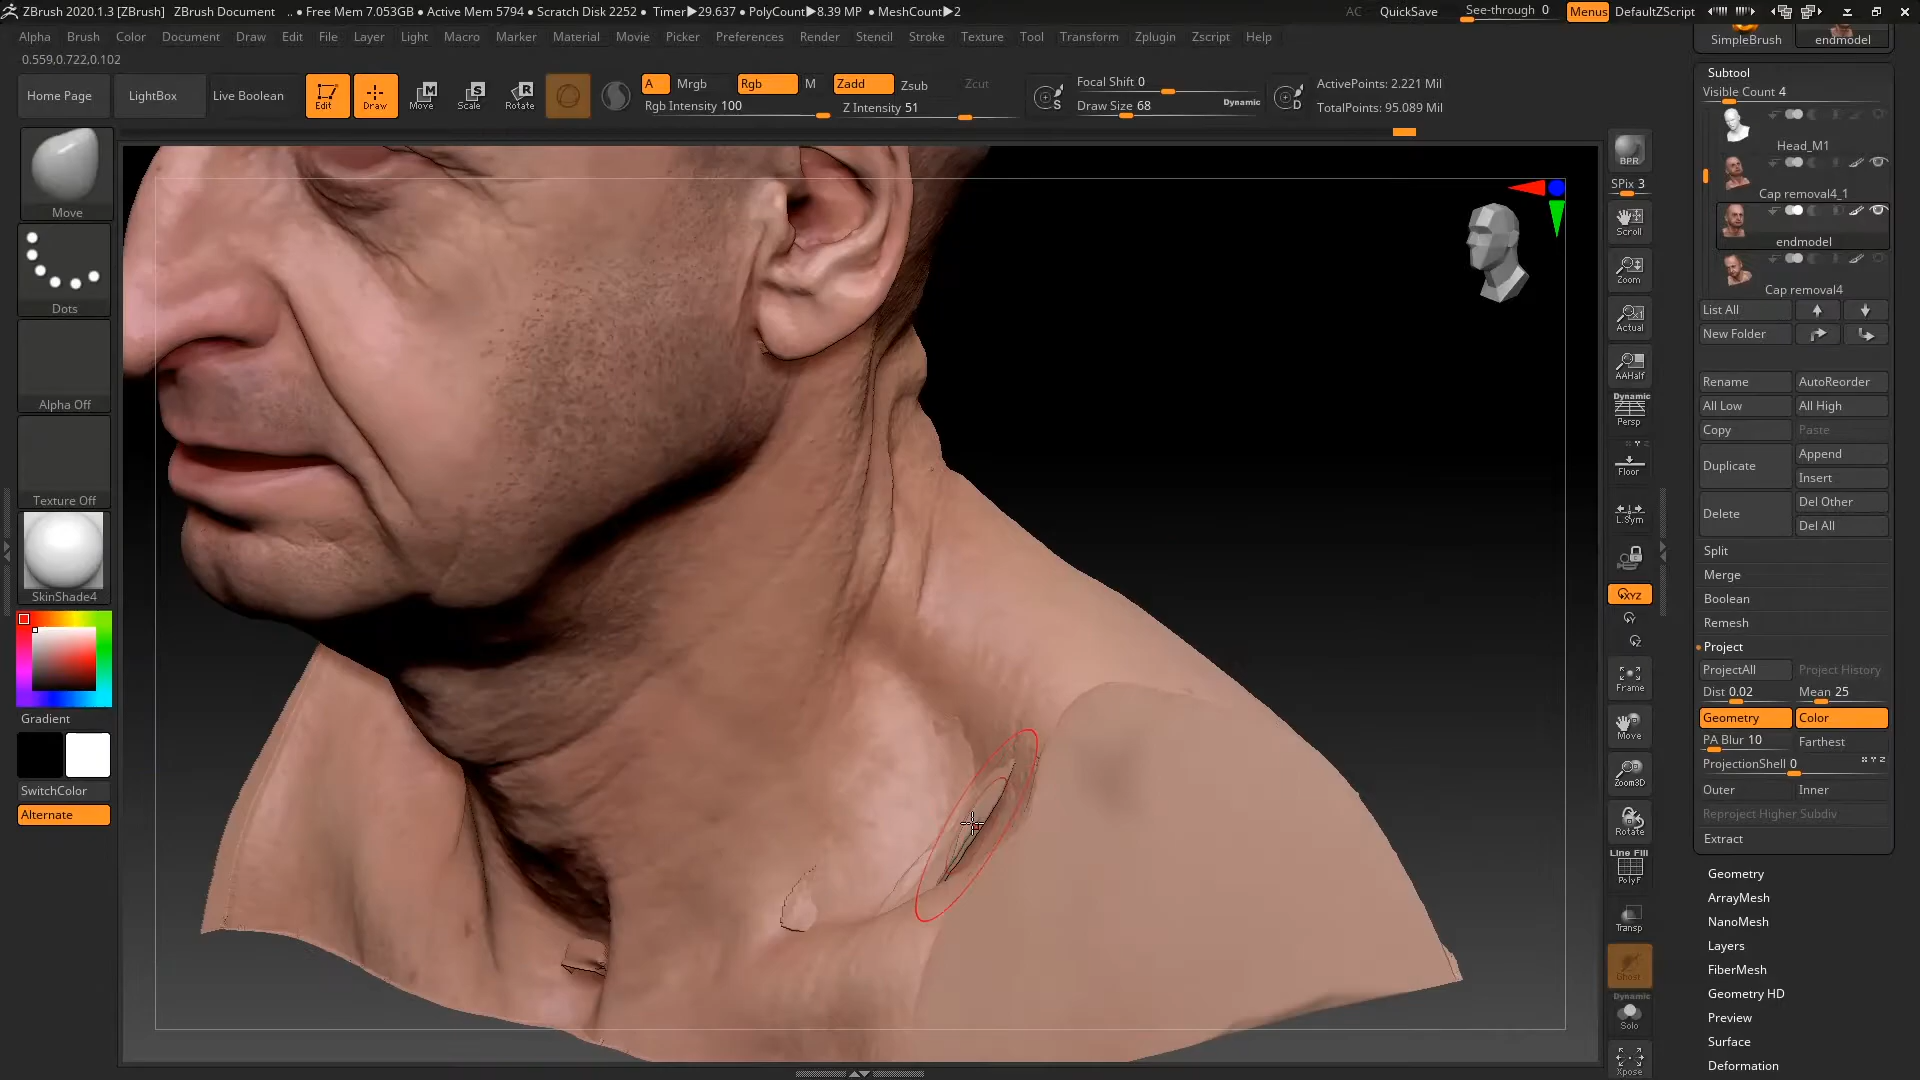 ZBrush 2020.1.3 [ZBrush] ZBrush Document .. • Free Mem 7.053GB • Active Mem 5794 • Scratch Disk 2252 • Timer▶29.637 • PolyCount▶8.39 MP • MeshCount▶2 AC QuickSave See-through 0 Menus DefaultZScript
Alpha Brush Color Document Draw Edit File Layer Light Macro Marker Material Movie Picker Preferences Render Stencil Stroke Texture Tool Transform Zplugin Zscript Help
0.559,0.722,0.102
Home Page LightBox Live Boolean Edit Draw Move Scale Rotate
A Mrgb Rgb M Zadd Zsub Zcut
Rgb Intensity 100 Z Intensity 51
Focal Shift 0
Draw Size 68 Dynamic
ActivePoints: 2.221 Mil
TotalPoints: 95.089 Mil
Move
Dots
Alpha Off
Texture Off
SkinShade4
Gradient
SwitchColor
Alternate
BPR
SPix 3
Scroll
Zoom
Actual
AAHalf
Dynamic
Persp
Floor
L.Sym
XYZ
Frame
Move
Zoom3D
Rotate
Line Fill
PolyF
Transp
Ghost
Dynamic
Solo
Xpose
SimpleBrush endmodel
Subtool
Visible Count 4
Head_M1
Cap removal4_1
endmodel
Cap removal4
List All
New Folder
Rename AutoReorder
All Low All High
Copy Paste
Duplicate Append
Insert
Delete Del Other
Del All
Split
Merge
Boolean
Remesh
Project
ProjectAll Project History
Dist 0.02 Mean 25
Geometry Color
PA Blur 10 Farthest
ProjectionShell 0 X Y Z
Outer Inner
Reproject Higher Subdiv
Extract
Geometry
ArrayMesh
NanoMesh
Layers
FiberMesh
Geometry HD
Preview
Surface
Deformation